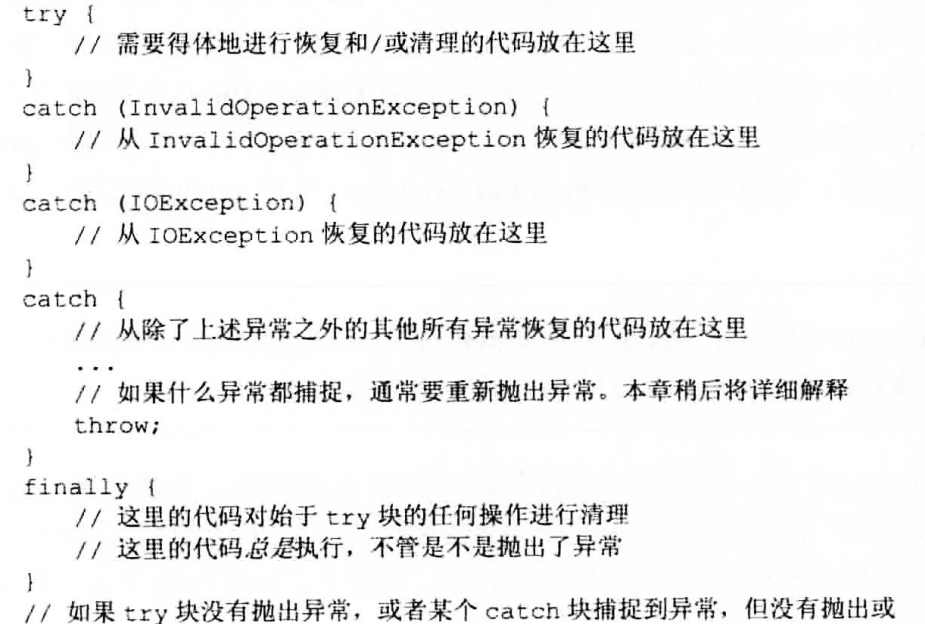 try {
    // 需要得体地进行恢复和/或清理的代码放在这里
}
catch (InvalidOperationException) {
    // 从 InvalidOperationException 恢复的代码放在这里
}
catch (IOException) {
    // 从 IOException 恢复的代码放在这里
}
catch {
    // 从除了上述异常之外的其他所有异常恢复的代码放在这里
    ...
    // 如果什么异常都捕捉，通常要重新抛出异常。本章稍后将详细解释
    throw;
}
finally {
    // 这里的代码对始于 try 块的任何操作进行清理
    // 这里的代码总是执行，不管是不是抛出了异常
}
// 如果 try 块没有抛出异常，或者某个 catch 块捕捉到异常，但没有抛出或